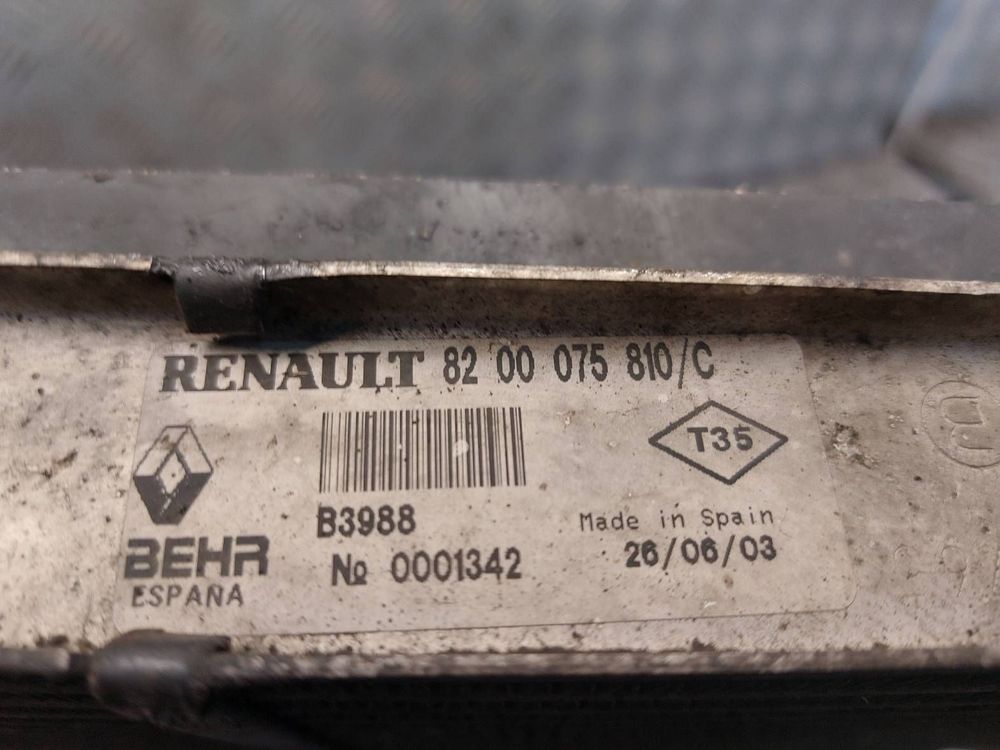 RENAULT 82 00 075 810/C
T35
B3988
Made in Spain
BEHR
№ 0001342
26/06/03
ESPAÑA